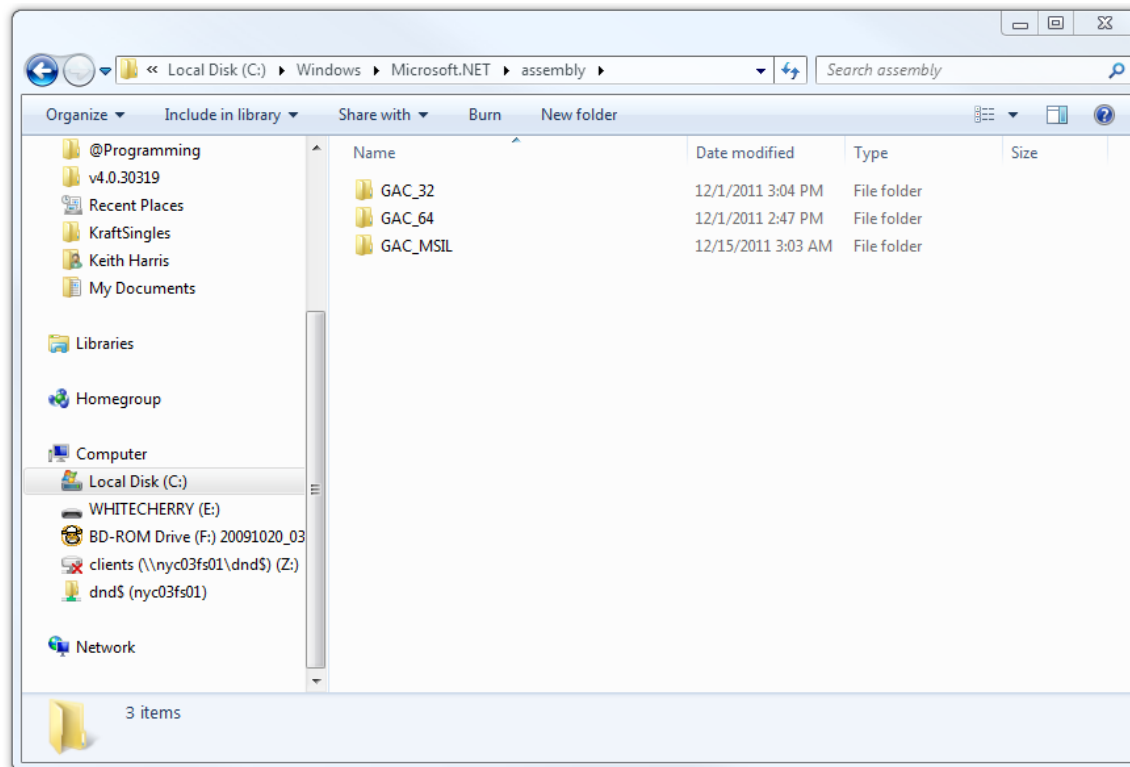 « Local Disk (C:) Windows Microsoft.NET assembly Search assembly
Organize Include in library Share with Burn New folder
@Programming
v4.0.30319
Recent Places
KraftSingles
Keith Harris
My Documents
Libraries
Homegroup
Computer
Local Disk (C:)
WHITECHERRY (E:)
BD-ROM Drive (F:) 20091020_03
clients (\\nyc03fs01\dnd$) (Z:)
dnd$ (nyc03fs01)
Network
Name Date modified Type Size
GAC_32 12/1/2011 3:04 PM File folder
GAC_64 12/1/2011 2:47 PM File folder
GAC_MSIL 12/15/2011 3:03 AM File folder
3 items